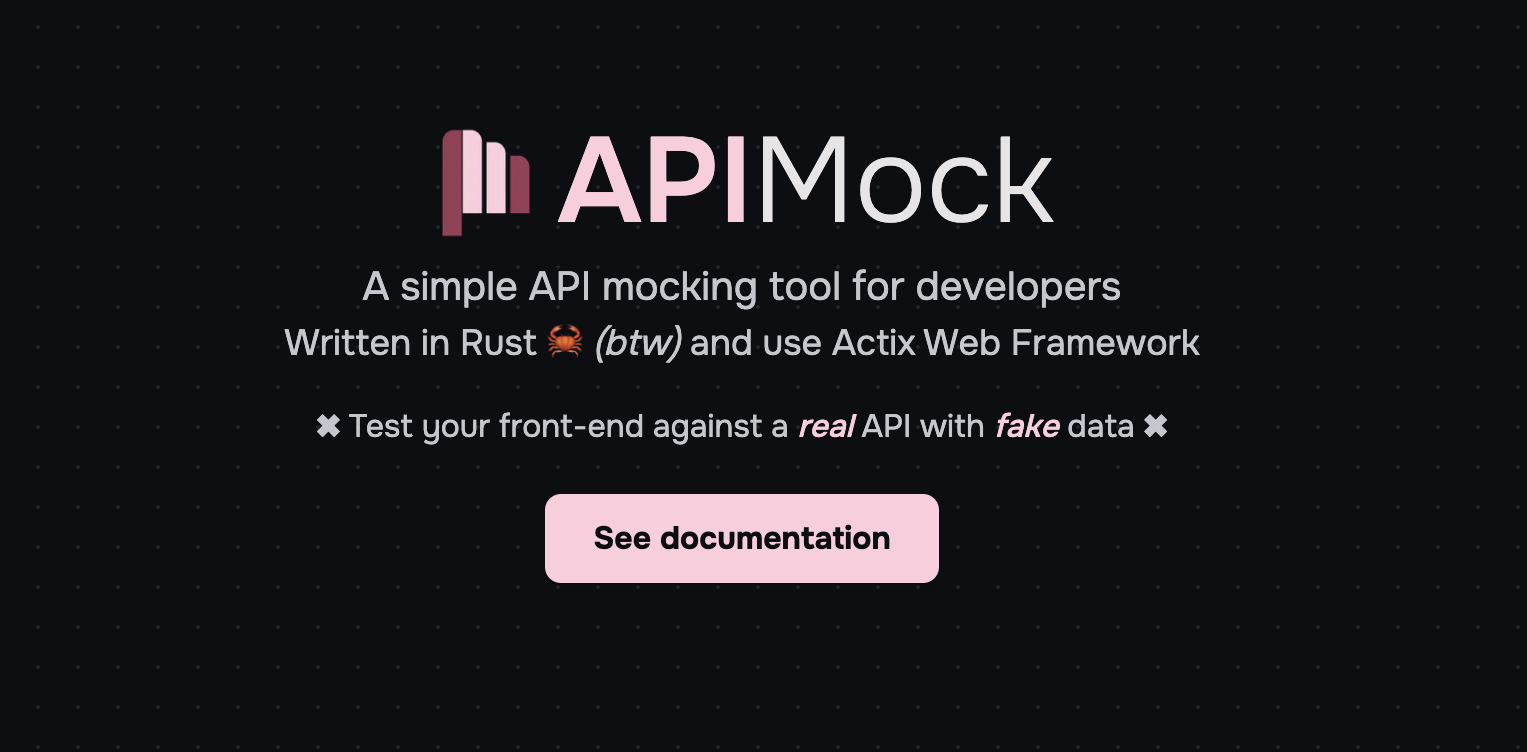 APIMock
A simple API mocking tool for developers
Written in Rust 🦀 (btw) and use Actix Web Framework
✖ Test your front-end against a real API with fake data ✖
See documentation